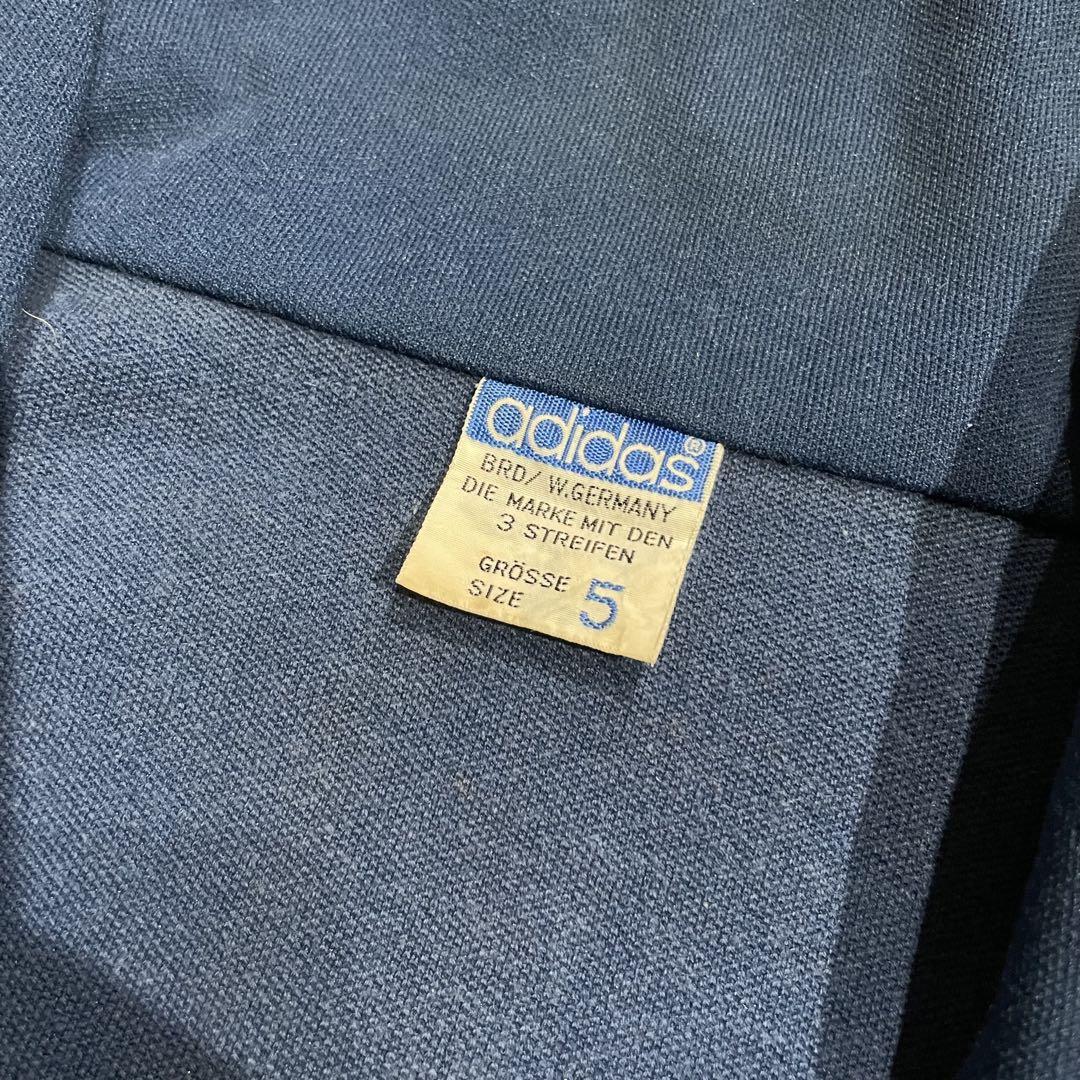 adidas®
BRD/W.GERMANY
DIE MARKE MIT DEN
3 STREIFEN
GRÖSSE
SIZE 5